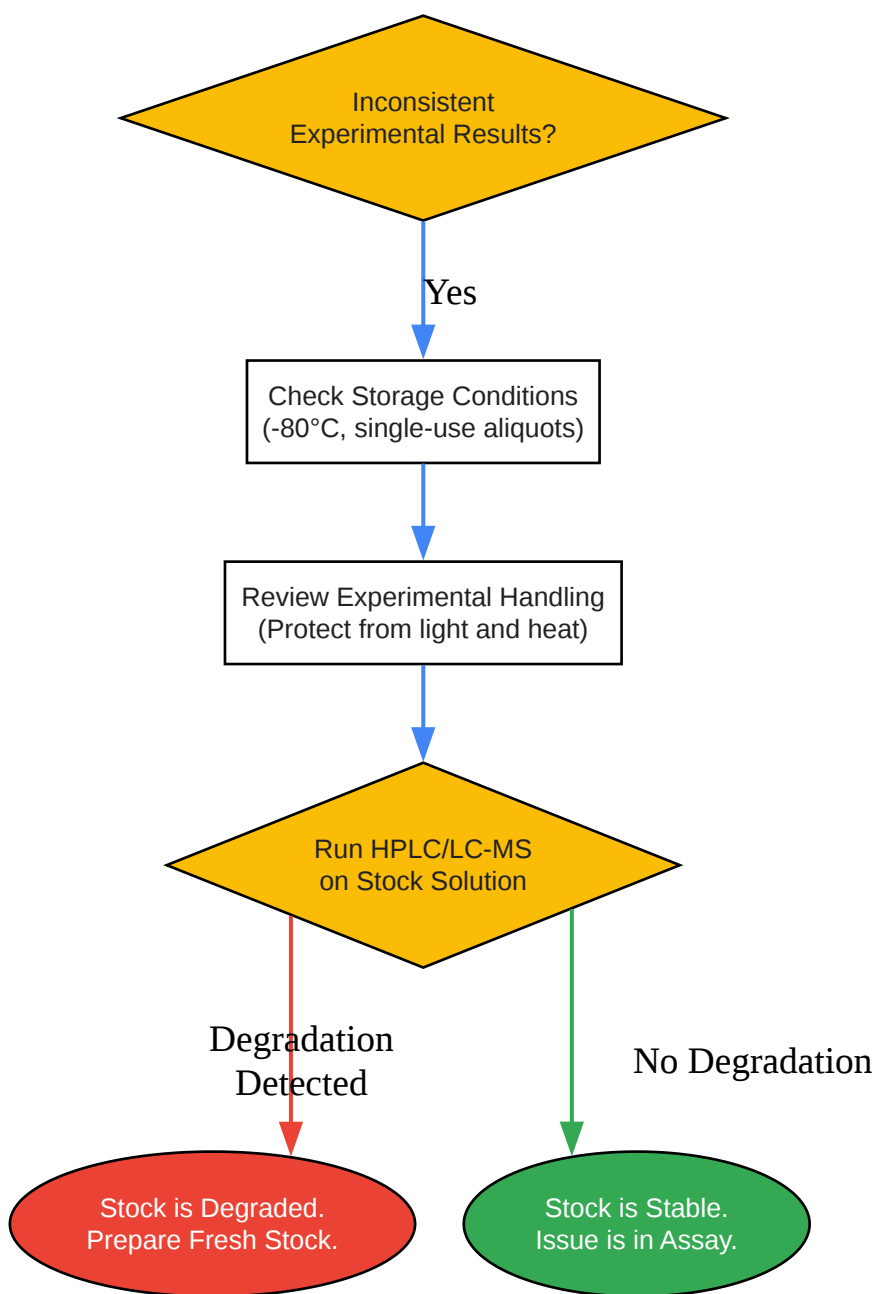 Inconsistent
Experimental Results?
Yes
Check Storage Conditions
(-80°C, single-use aliquots)
Review Experimental Handling
(Protect from light and heat)
Run HPLC/LC-MS
on Stock Solution
Degradation
Detected
No Degradation
Stock is Degraded.
Prepare Fresh Stock.
Stock is Stable.
Issue is in Assay.